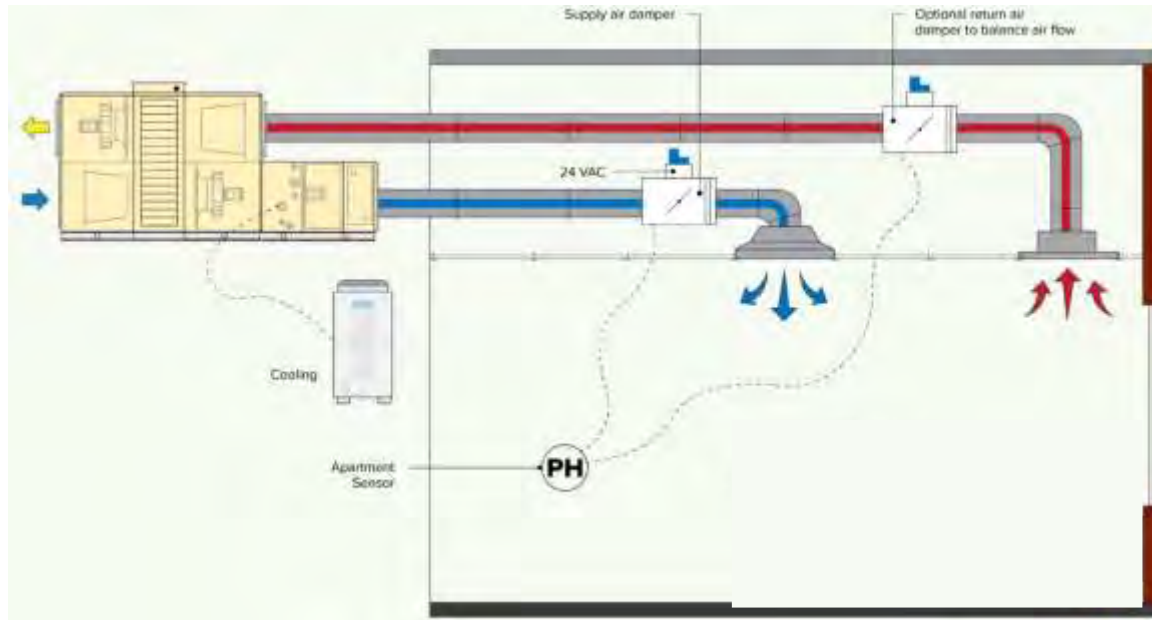 Supply air damper
Optional return air
damper to balance air flow
24 VAC
Cooling
Apartment
Sensor
PH